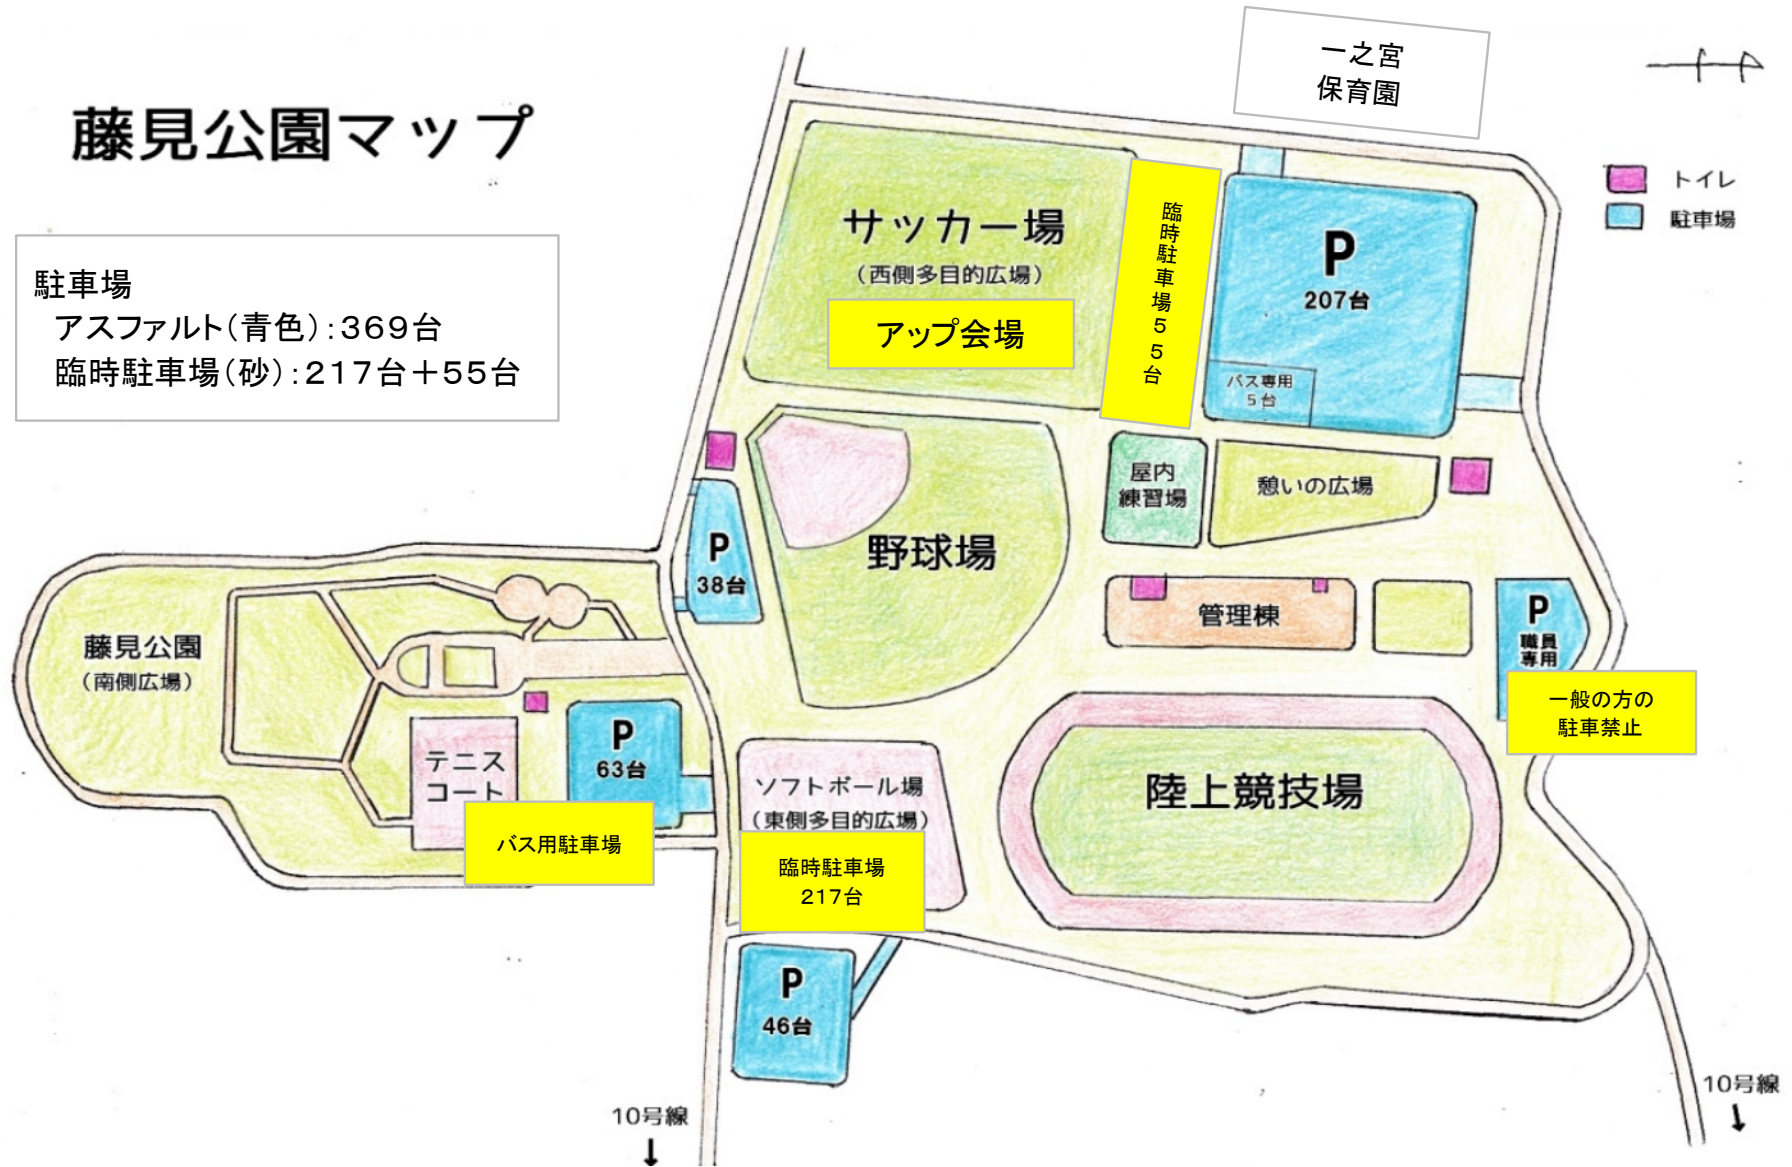 藤見公園マップ
一之宮
保育園
トイレ
駐車場
駐車場
アスファルト(青色):369台
臨時駐車場(砂):217台+55台
サッカー場
(西側多目的広場)
アップ会場
臨時駐車場55台
P
207台
バス専用
5台
屋内
練習場
憩いの広場
P
38台
野球場
管理棟
P
職員
専用
一般の方の
駐車禁止
藤見公園
(南側広場)
テニス
コート
P
63台
バス用駐車場
ソフトボール場
(東側多目的広場)
臨時駐車場
217台
陸上競技場
P
46台
10号線
10号線